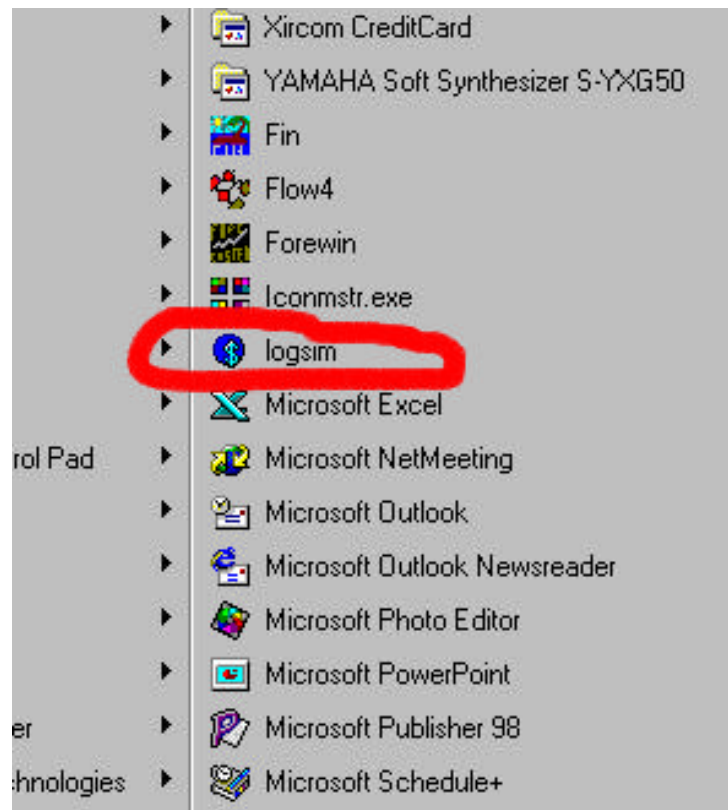 Xircom CreditCard
YAMAHA Soft Synthesizer S-YXG50
Fin
Flow4
Forewin
Iconmstr.exe
logsim
Microsoft Excel
rol Pad
Microsoft NetMeeting
Microsoft Outlook
Microsoft Outlook Newsreader
Microsoft Photo Editor
Microsoft PowerPoint
er
Microsoft Publisher 98
hnologies
Microsoft Schedule+